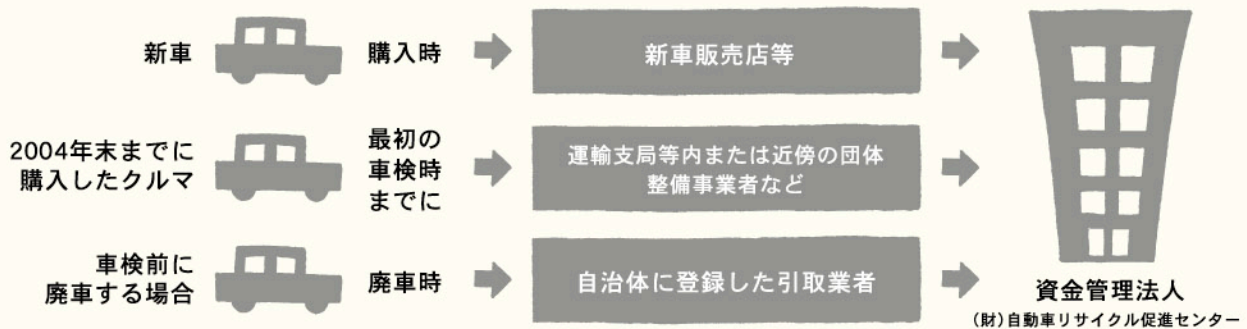 新車
購入時
新車販売店等
2004年末までに
購入したクルマ
最初の
車検時
までに
運輸支局等内または近傍の団体
整備事業者など
車検前に
廃車する場合
廃車時
自治体に登録した引取業者
資金管理法人
(財)自動車リサイクル促進センター